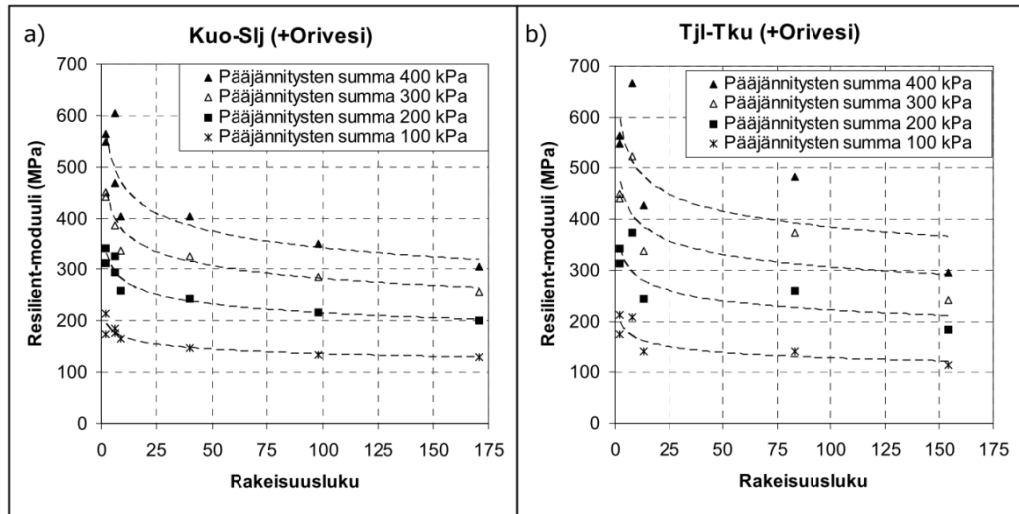 a)
Kuo-Slj (+Orivesi)
700
600
500
400
300
200
100
0
Resilient-moduuli (MPa)
▲ Pääjännitysten summa 400 kPa
△ Pääjännitysten summa 300 kPa
■ Pääjännitysten summa 200 kPa
Pääjännitysten summa 100 kPa
0 25 50 75 100 125 150 175
Rakeisuusluku
b)
Tjl-Tku (+Orivesi)
700
600
500
400
300
200
100
0
Resilient-moduuli (MPa)
Pääjännitysten summa 400 kPa ▲
Pääjännitysten summa 300 kPa △
Pääjännitysten summa 200 kPa ■
Pääjännitysten summa 100 kPa
0 25 50 75 100 125 150 175
Rakeisuusluku